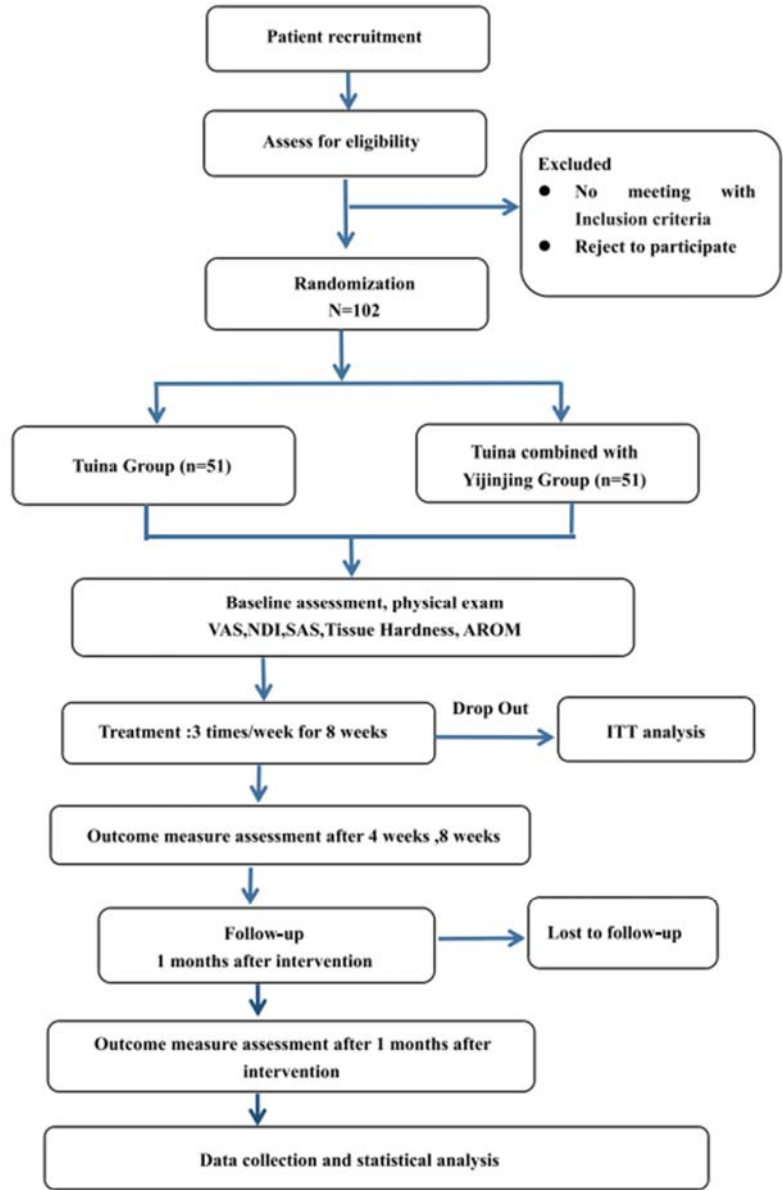 Patient recruitment
Assess for eligibility
Excluded
● No meeting with
Inclusion criteria
● Reject to participate
Randomization
N=102
Tuina Group (n=51)
Tuina combined with
Yijinjing Group (n=51)
Baseline assessment, physical exam
VAS,NDI,SAS,Tissue Hardness, AROM
Treatment :3 times/week for 8 weeks
Drop Out
ITT analysis
Outcome measure assessment after 4 weeks ,8 weeks
Follow-up
1 months after intervention
Lost to follow-up
Outcome measure assessment after 1 months after
intervention
Data collection and statistical analysis